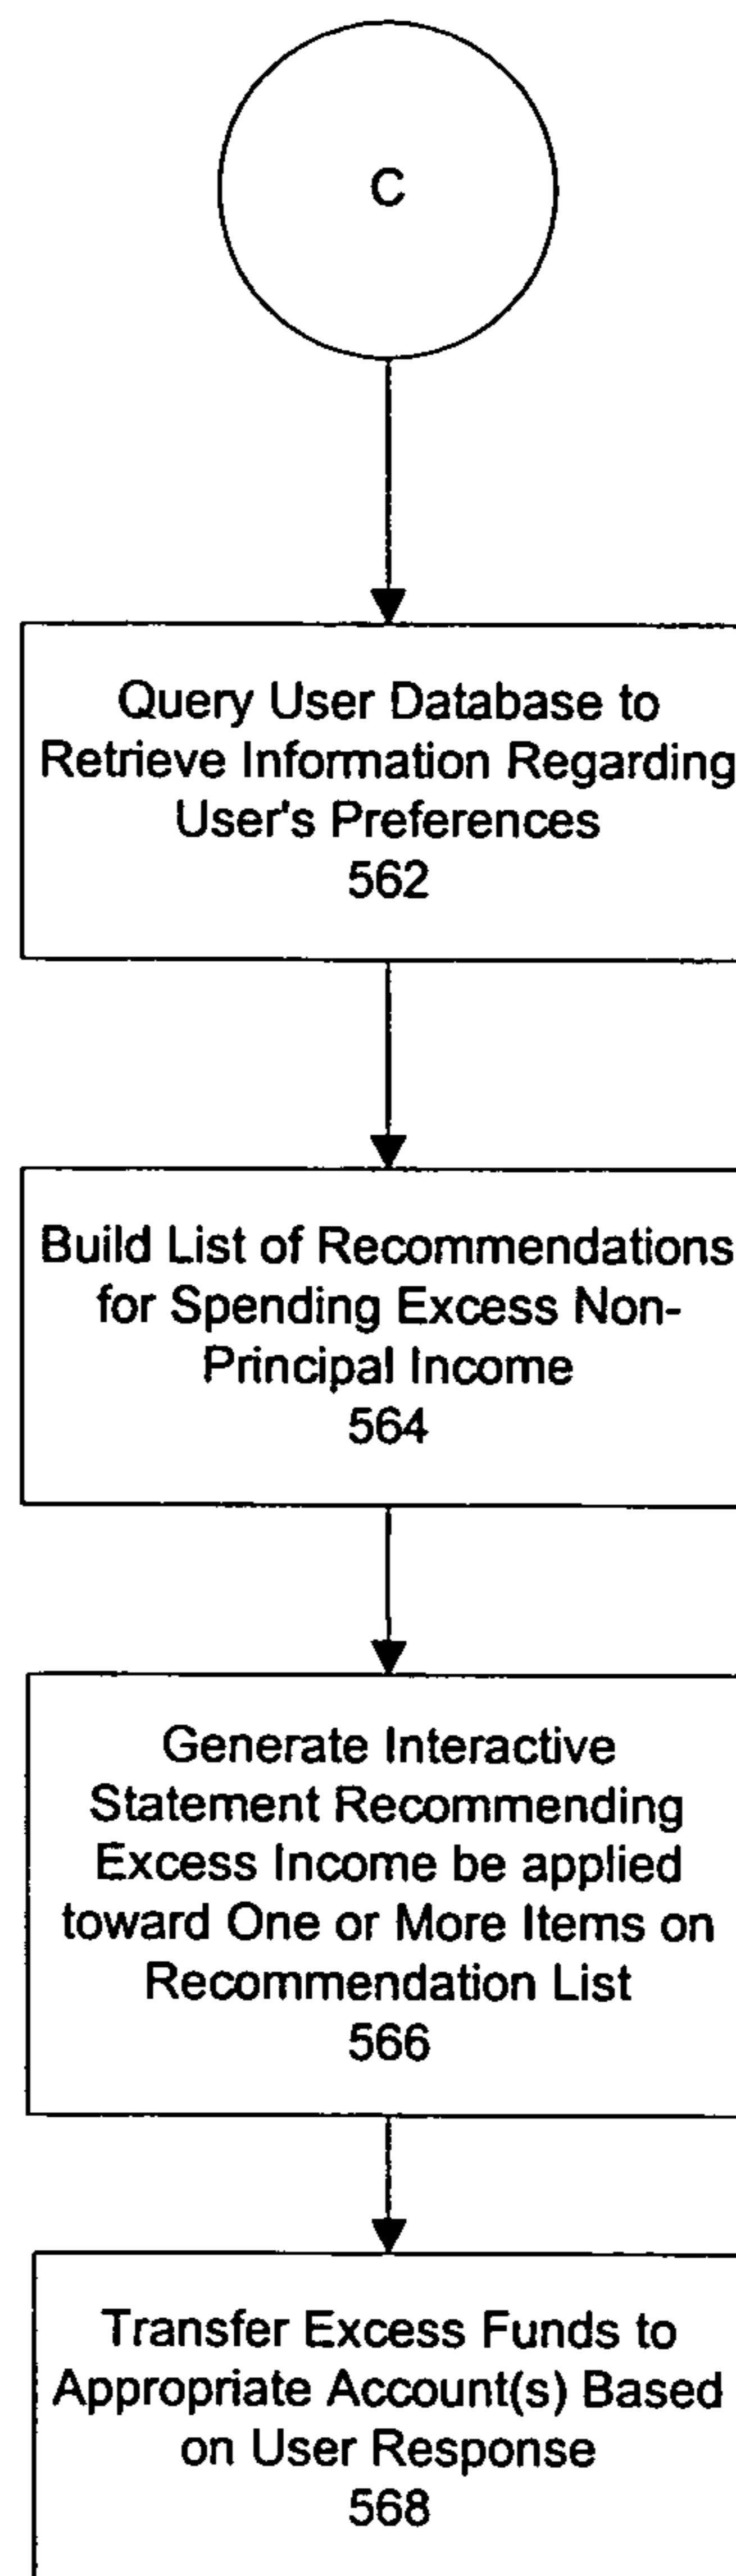 C
Query User Database to
Retrieve Information Regarding
User's Preferences
562
Build List of Recommendations
for Spending Excess Non-
Principal Income
564
Generate Interactive
Statement Recommending
Excess Income be applied
toward One or More Items on
Recommendation List
566
Transfer Excess Funds to
Appropriate Account(s) Based
on User Response
568